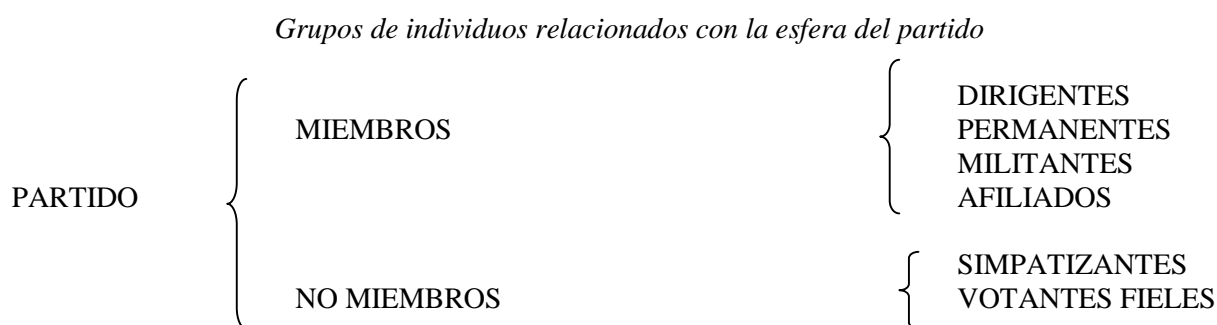 Grupos de individuos relacionados con la esfera del partido
DIRIGENTES
MIEMBROS
PERMANENTES
MILITANTES
PARTIDO
AFILIADOS
SIMPATIZANTES
NO MIEMBROS
VOTANTES FIELES